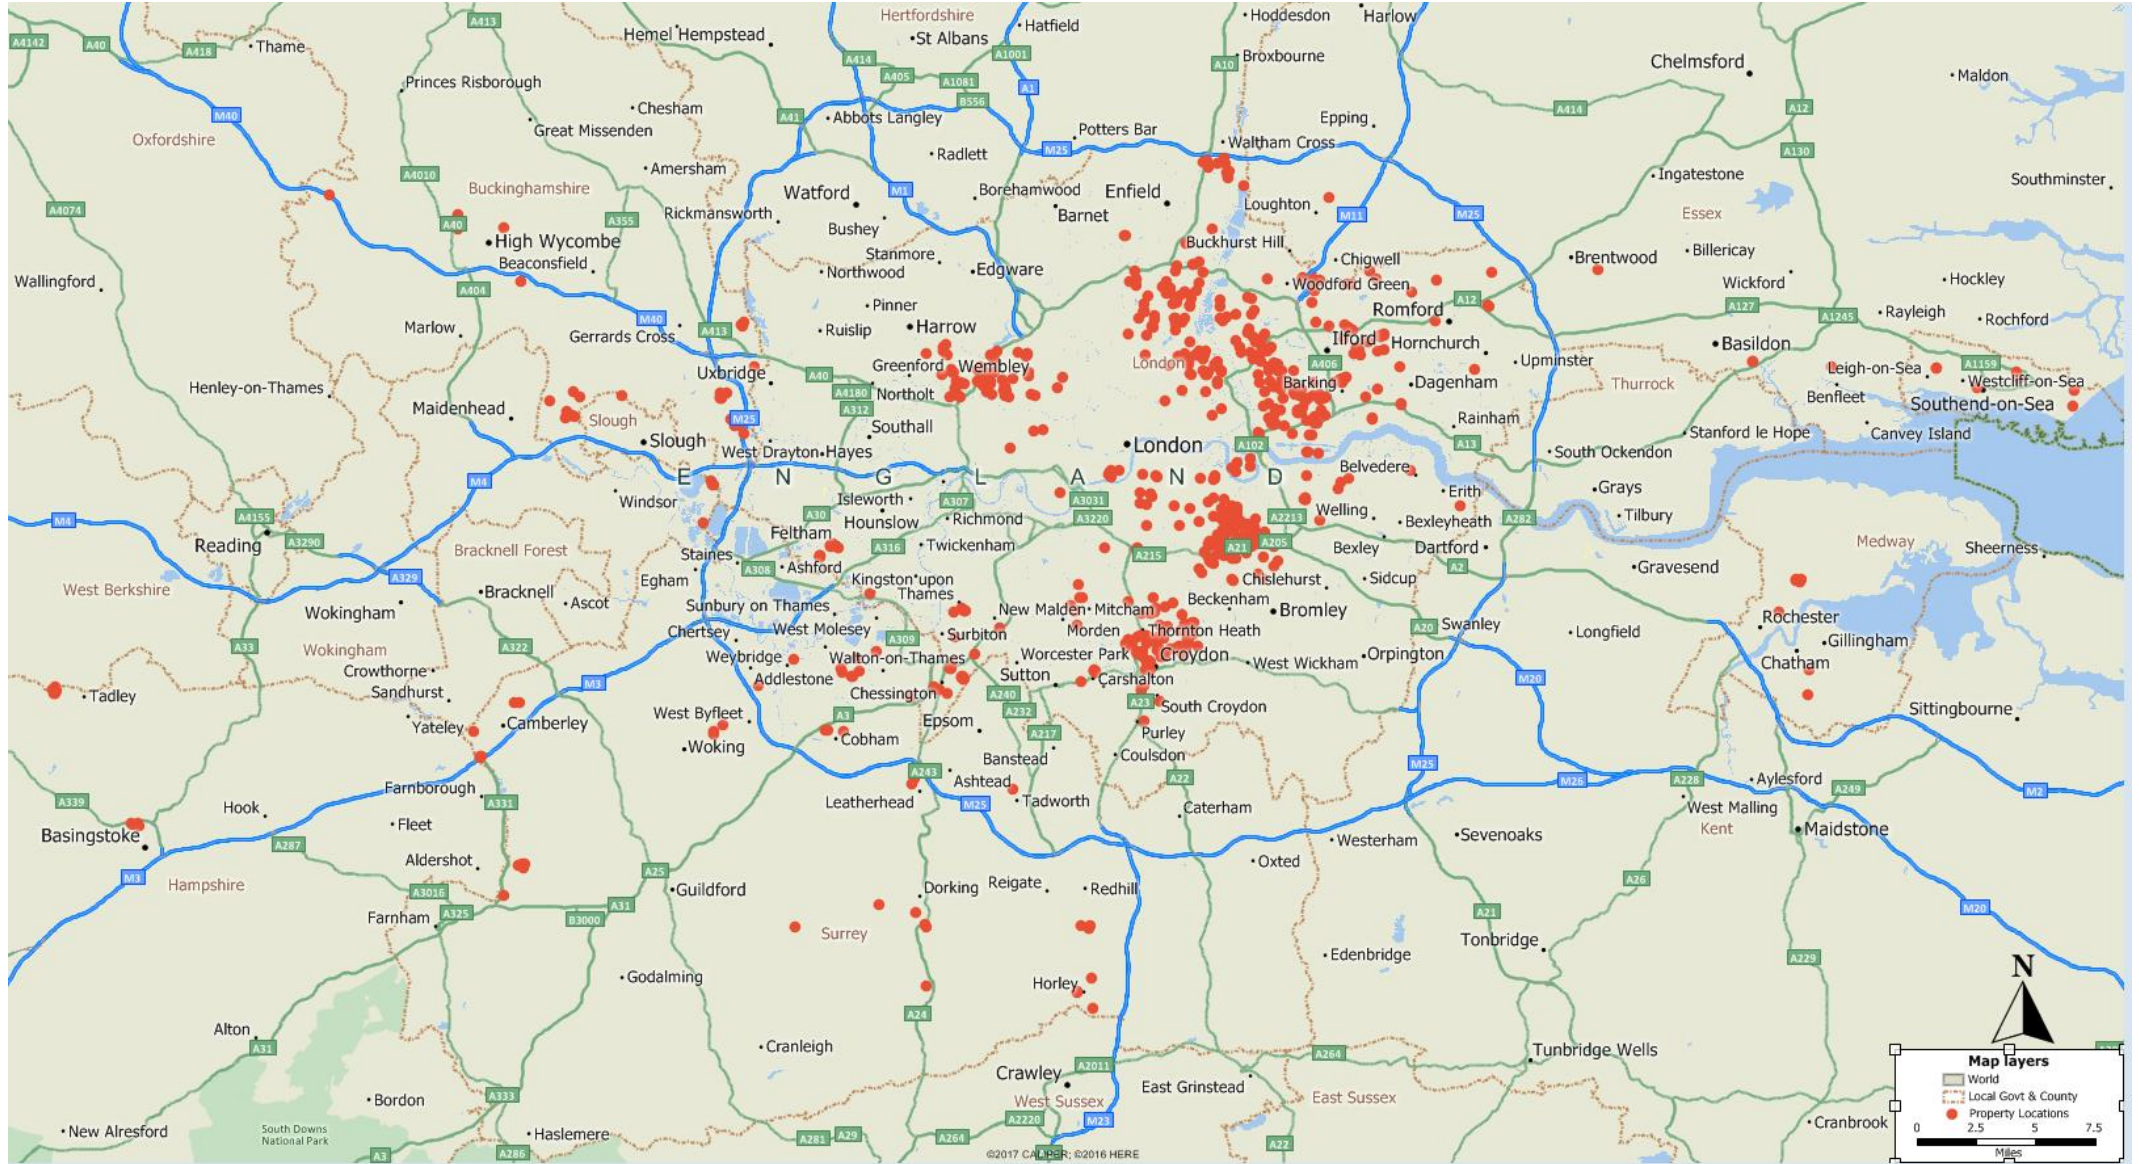 A413
Hertfordshire
Hatfield
Hoddesdon
Harlow
A4142
A40
A418
Thame
Hemel Hempstead
St Albans
A414
A405
A1081
A1001
A10
Broxbourne
Chelmsford
Maldon
Princes Risborough
Chesham
B556
A1
M40
A41
Abbots Langley
A414
A12
Oxfordshire
Great Missenden
Potters Bar
Epping
M25
Waltham Cross
A130
Radlett
Amersham
A4010
Buckinghamshire
Watford
M1
Borehamwood
Enfield
Ingatestone
Southminster
A4074
A40
A355
Rickmansworth
Barnet
Loughton
M11
M25
Essex
Bushey
High Wycombe
Buckhurst Hill
Billericay
Beaconsfield
Stanmore
Northwood
Edgware
Chigwell
Brentwood
Wallingford
A404
Woodford Green
Wickford
Hockley
Pinner
A12
A127
Marlow
M40
A413
Ruislip
Harrow
Romford
A1245
Rayleigh
Rochford
Gerrards Cross
Ilford
Hornchurch
Basildon
Greenford
Wembley
London
A406
Upminster
A1159
Uxbridge
A40
Leigh-on-Sea
Henley-on-Thames
A4180
Northolt
Barking
Dagenham
Thurrock
Westcliff-on-Sea
Maidenhead
A312
Benfleet
Southend-on-Sea
Slough
M25
Southall
Rainham
Slough
London
A102
A13
Stanford le Hope
Canvey Island
West Drayton
Hayes
South Ockendon
E N G L A N D
M4
Belvedere
Windsor
Isleworth
A307
A3031
Erith
Grays
M4
A4155
A30
Hounslow
Richmond
A3220
A2213
Welling
Bexleyheath
A282
Tilbury
Reading
A3290
Feltham
A316
Twickenham
A215
A21
A205
Bexley
Dartford
Medway
Sheerness
Bracknell Forest
Staines
A308
Ashford
A2
Gravesend
West Berkshire
A329
Egham
Kingston upon
Thames
Chislehurst
Sidcup
Bracknell
Ascot
Wokingham
Sunbury on Thames
New Malden
Mitcham
Beckenham
Bromley
Rochester
Chertsey
West Molesey
A309
Surbiton
Morden
Thornton Heath
A20
Swanley
Longfield
Gillingham
A33
Wokingham
A322
Weybridge
Walton-on-Thames
Worcester Park
Croydon
West Wickham
Orpington
Chatham
Crowthorne
Addlestone
Sutton
Carshalton
M3
M20
Tadley
Sandhurst
Chessington
A240
A23
South Croydon
Sittingbourne
Yateley
Camberley
West Byfleet
A3
Epsom
A232
Woking
Cobham
A217
Purley
Banstead
Coulsdon
M25
A243
Ashtead
A22
M26
A228
Aylesford
Farnborough
A331
Leatherhead
M25
Tadworth
A249
M2
A339
Hook
Caterham
West Malling
Basingstoke
Fleet
Kent
Maidstone
A287
Westerham
Sevenoaks
Aldershot
Oxted
M3
Hampshire
A25
Guildford
Dorking
Reigate
Redhill
A26
A3016
A325
A31
Farnham
B3000
A21
M20
Surrey
Tonbridge
Edenbridge
A229
N
Godalming
Horley
A24
Alton
A31
Cranleigh
A264
Tunbridge Wells
Crawley
A2011
East Grinstead
Bordon
A333
West Sussex
East Sussex
New Alresford
South Downs
National Park
Haslemere
A281
A29
A264
A2220
M23
A22
Cranbrook
A3
A286
©2017 CALIPER; ©2016 HERE
Map layers
World
Local Govt & County
Property Locations
0 2.5 5 7.5
Miles